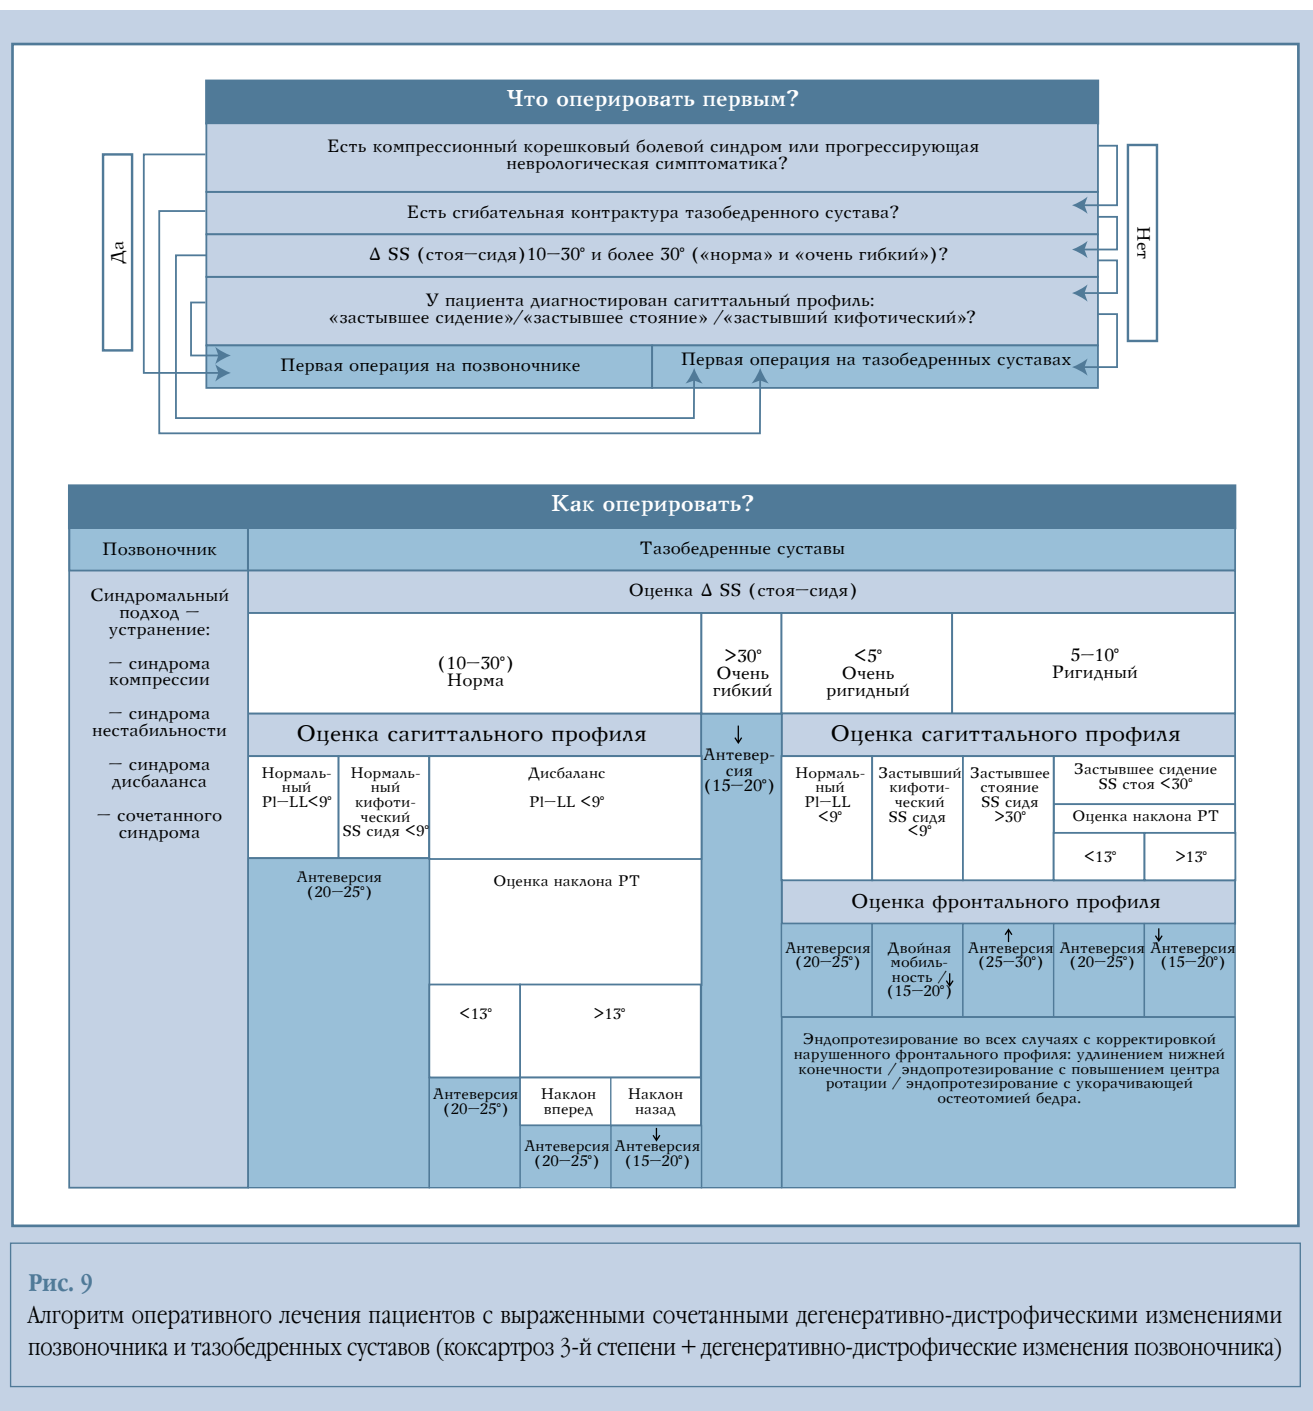 Что оперировать первым?
Есть компрессионный корешковый болевой синдром или прогрессирующая
неврологическая симптоматика?
Есть сгибательная контрактура тазобедренного сустава?
Δ SS (стоя—сидя)10—30° и более 30° («норма» и «очень гибкий»)?
У пациента диагностирован сагиттальный профиль:
«застывшее сидение»/«застывшее стояние» /«застывший кифотический»?
Первая операция на позвоночнике
Первая операция на тазобедренных суставах
Да
Нет
Как оперировать?
Позвоночник
Тазобедренные суставы
Синдромальный
подход —
устранение:
— синдрома
компрессии
— синдрома
нестабильности
— синдрома
дисбаланса
— сочетанного
синдрома
Оценка Δ SS (стоя—сидя)
(10—30°)
Норма
>30°
Очень
гибкий
<5°
Очень
ригидный
5—10°
Ригидный
Оценка сагиттального профиля
↓
Антевер-
сия
(15—20°)
Оценка сагиттального профиля
Нормаль-
ный
Pl—LL<9°
Нормаль-
ный
кифоти-
ческий
SS сидя <9°
Дисбаланс
Pl—LL <9°
Нормаль-
ный
Pl—LL
<9°
Застывший
кифоти-
ческий
SS сидя
<9°
Застывшее
стояние
SS сидя
>30°
Застывшее сидение
SS стоя <30°
Оценка наклона PT
<13°
>13°
Антеверсия
(20—25°)
Оценка наклона PT
Оценка фронтального профиля
Антеверсия
(20—25°)
Двойная
мобиль-
ность /↓
(15—20°)
↑
Антеверсия
(25—30°)
Антеверсия
(20—25°)
↓
Антеверсия
(15—20°)
<13°
>13°
Эндопротезирование во всех случаях с корректировкой
нарушенного фронтального профиля: удлинением нижней
конечности / эндопротезирование с повышением центра
ротации / эндопротезирование с укорачивающей
остеотомией бедра.
Антеверсия
(20—25°)
Наклон
вперед
Наклон
назад
Антеверсия
(20—25°)
↓
Антеверсия
(15—20°)
Рис. 9
Алгоритм оперативного лечения пациентов с выраженными сочетанными дегенеративно-дистрофическими изменениями
позвоночника и тазобедренных суставов (коксартроз 3-й степени + дегенеративно-дистрофические изменения позвоночника)